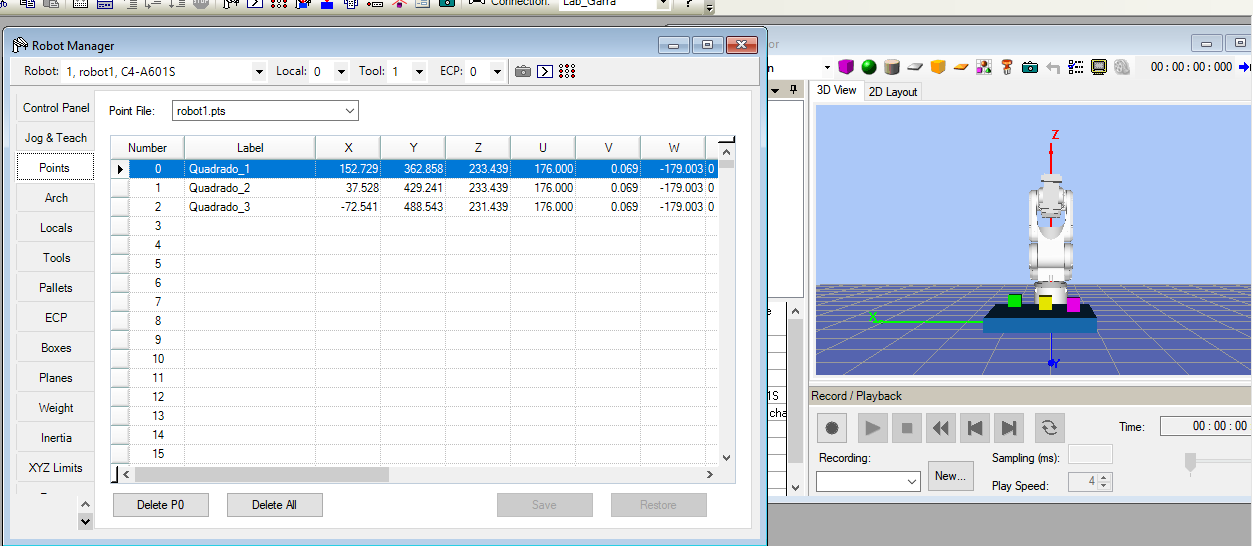 Connection: Lab_Garra ?
Robot Manager
Robot: 1, robot1, C4-A601S Local: 0 Tool: 1 ECP: 0
Control Panel
Jog & Teach
Points
Arch
Locals
Tools
Pallets
ECP
Boxes
Planes
Weight
Inertia
XYZ Limits
Point File: robot1.pts
Number Label X Y Z U V W
0 Quadrado_1 152.729 362.858 233.439 176.000 0.069 -179.003 0
1 Quadrado_2 37.528 429.241 233.439 176.000 0.069 -179.003 0
2 Quadrado_3 -72.541 488.543 231.439 176.000 0.069 -179.003 0
3
4
5
6
7
8
9
10
11
12
13
14
15
Delete P0 Delete All Save Restore
or
n 00 : 00 : 00 : 000
3D View 2D Layout
Z
X
Y
e
1S
cha
Record / Playback
Time: 00 : 00 : 00
Recording: Sampling (ms):
New... Play Speed: 4